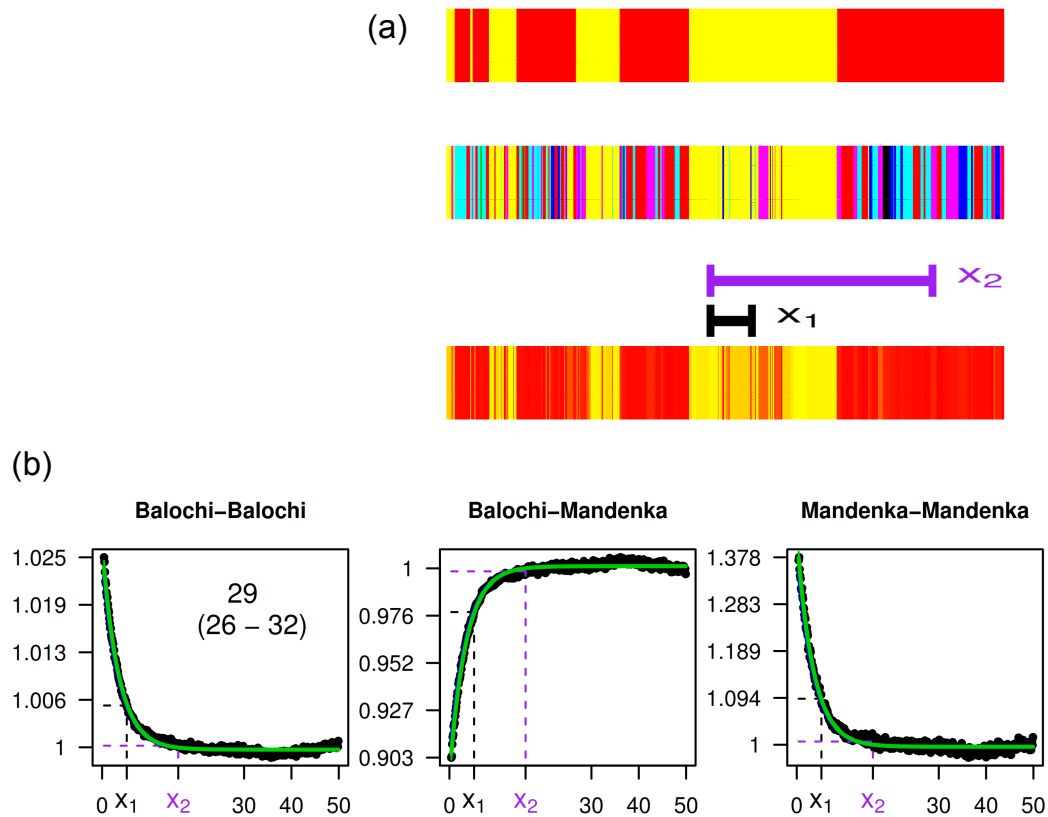 (a)
x₂
x₁
(b)
Balochi–Balochi
1.025
1.019
1.013
1.006
1
29
(26 – 32)
0 x₁ x₂ 30 40 50
Balochi–Mandenka
1
0.976
0.952
0.927
0.903
0 x₁ x₂ 30 40 50
Mandenka–Mandenka
1.378
1.283
1.189
1.094
1
0 x₁ x₂ 30 40 50